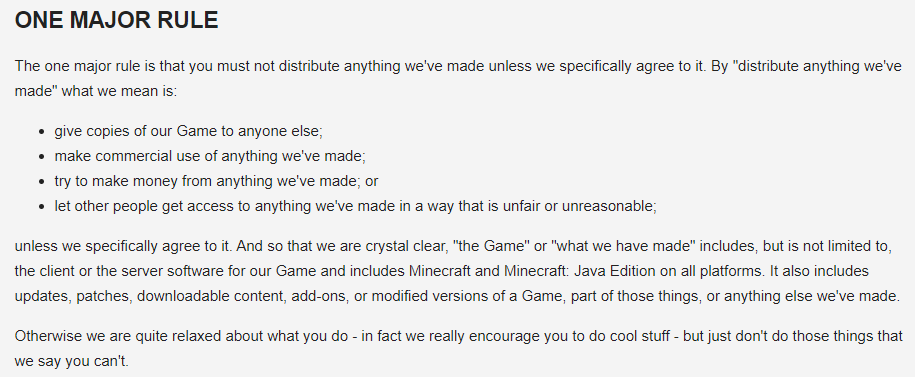 ONE MAJOR RULE
The one major rule is that you must not distribute anything we've made unless we specifically agree to it. By "distribute anything we've
made" what we mean is:
• give copies of our Game to anyone else;
• make commercial use of anything we've made;
• try to make money from anything we've made; or
• let other people get access to anything we've made in a way that is unfair or unreasonable;
unless we specifically agree to it. And so that we are crystal clear, "the Game" or "what we have made" includes, but is not limited to,
the client or the server software for our Game and includes Minecraft and Minecraft: Java Edition on all platforms. It also includes
updates, patches, downloadable content, add-ons, or modified versions of a Game, part of those things, or anything else we've made.
Otherwise we are quite relaxed about what you do - in fact we really encourage you to do cool stuff - but just don't do those things that
we say you can't.